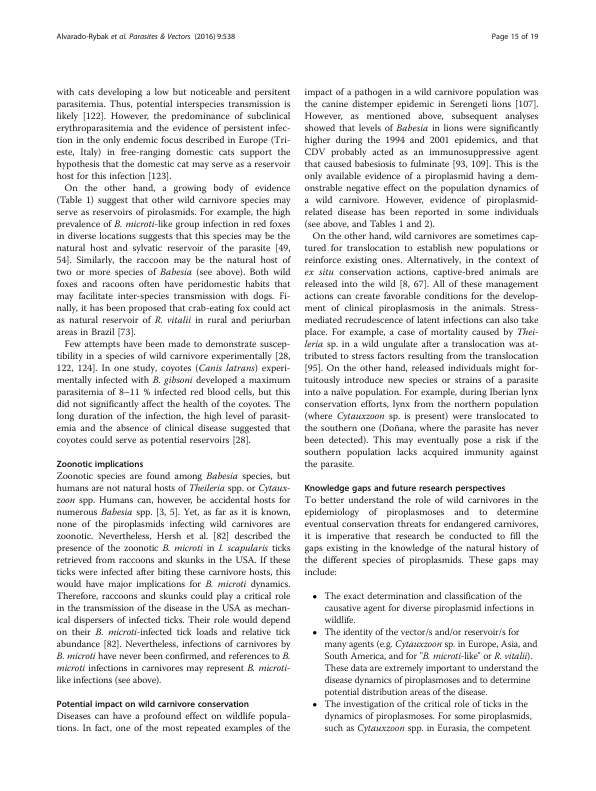 Alvarado-Rybak et al. Parasites & Vectors (2016) 9:538
Page 15 of 19
with cats developing a low but noticeable and persitent
parasitemia. Thus, potential interspecies transmission is
likely [122]. However, the predominance of subclinical
erythroparasitemia and the evidence of persistent infec-
tion in the only endemic focus described in Europe (Tri-
este, Italy) in free-ranging domestic cats support the
hypothesis that the domestic cat may serve as a reservoir
host for this infection [123].
On the other hand, a growing body of evidence
(Table 1) suggest that other wild carnivore species may
serve as reservoirs of pirolasmids. For example, the high
prevalence of B. microti-like group infection in red foxes
in diverse locations suggests that this species may be the
natural host and sylvatic reservoir of the parasite [49,
54]. Similarly, the raccoon may be the natural host of
two or more species of Babesia (see above). Both wild
foxes and racoons often have peridomestic habits that
may facilitate inter-species transmission with dogs. Fi-
nally, it has been proposed that crab-eating fox could act
as natural reservoir of R. vitalii in rural and periurban
areas in Brazil [73].
Few attempts have been made to demonstrate suscep-
tibility in a species of wild carnivore experimentally [28,
122, 124]. In one study, coyotes (Canis latrans) experi-
mentally infected with B. gibsoni developed a maximum
parasitemia of 8–11 % infected red blood cells, but this
did not significantly affect the health of the coyotes. The
long duration of the infection, the high level of parasit-
emia and the absence of clinical disease suggested that
coyotes could serve as potential reservoirs [28].
Zoonotic implications
Zoonotic species are found among Babesia species, but
humans are not natural hosts of Theileria spp. or Cytaux-
zoon spp. Humans can, however, be accidental hosts for
numerous Babesia spp. [3, 5]. Yet, as far as it is known,
none of the piroplasmids infecting wild carnivores are
zoonotic. Nevertheless, Hersh et al. [82] described the
presence of the zoonotic B. microti in I. scapularis ticks
retrieved from raccoons and skunks in the USA. If these
ticks were infected after biting these carnivore hosts, this
would have major implications for B. microti dynamics.
Therefore, raccoons and skunks could play a critical role
in the transmission of the disease in the USA as mechan-
ical dispersers of infected ticks. Their role would depend
on their B. microti-infected tick loads and relative tick
abundance [82]. Nevertheless, infections of carnivores by
B. microti have never been confirmed, and references to B.
microti infections in carnivores may represent B. microti-
like infections (see above).
Potential impact on wild carnivore conservation
Diseases can have a profound effect on wildlife popula-
tions. In fact, one of the most repeated examples of the
impact of a pathogen in a wild carnivore population was
the canine distemper epidemic in Serengeti lions [107].
However, as mentioned above, subsequent analyses
showed that levels of Babesia in lions were significantly
higher during the 1994 and 2001 epidemics, and that
CDV probably acted as an immunosuppressive agent
that caused babesiosis to fulminate [93, 109]. This is the
only available evidence of a piroplasmid having a dem-
onstrable negative effect on the population dynamics of
a wild carnivore. However, evidence of piroplasmid-
related disease has been reported in some individuals
(see above, and Tables 1 and 2).
On the other hand, wild carnivores are sometimes cap-
tured for translocation to establish new populations or
reinforce existing ones. Alternatively, in the context of
ex situ conservation actions, captive-bred animals are
released into the wild [8, 67]. All of these management
actions can create favorable conditions for the develop-
ment of clinical piroplasmosis in the animals. Stress-
mediated recrudescence of latent infections can also take
place. For example, a case of mortality caused by Thei-
leria sp. in a wild ungulate after a translocation was at-
tributed to stress factors resulting from the translocation
[95]. On the other hand, released individuals might for-
tuitously introduce new species or strains of a parasite
into a naïve population. For example, during Iberian lynx
conservation efforts, lynx from the northern population
(where Cytauxzoon sp. is present) were translocated to
the southern one (Doñana, where the parasite has never
been detected). This may eventually pose a risk if the
southern population lacks acquired immunity against
the parasite.
Knowledge gaps and future research perspectives
To better understand the role of wild carnivores in the
epidemiology of piroplasmoses and to determine
eventual conservation threats for endangered carnivores,
it is imperative that research be conducted to fill the
gaps existing in the knowledge of the natural history of
the different species of piroplasmids. These gaps may
include:
• The exact determination and classification of the
causative agent for diverse piroplasmid infections in
wildlife.
• The identity of the vector/s and/or reservoir/s for
many agents (e.g. Cytauxzoon sp. in Europe, Asia, and
South America, and for "B. microti-like" or R. vitalii).
These data are extremely important to understand the
disease dynamics of piroplasmoses and to determine
potential distribution areas of the disease.
• The investigation of the critical role of ticks in the
dynamics of piroplasmoses. For some piroplasmids,
such as Cytauxzoon spp. in Eurasia, the competent